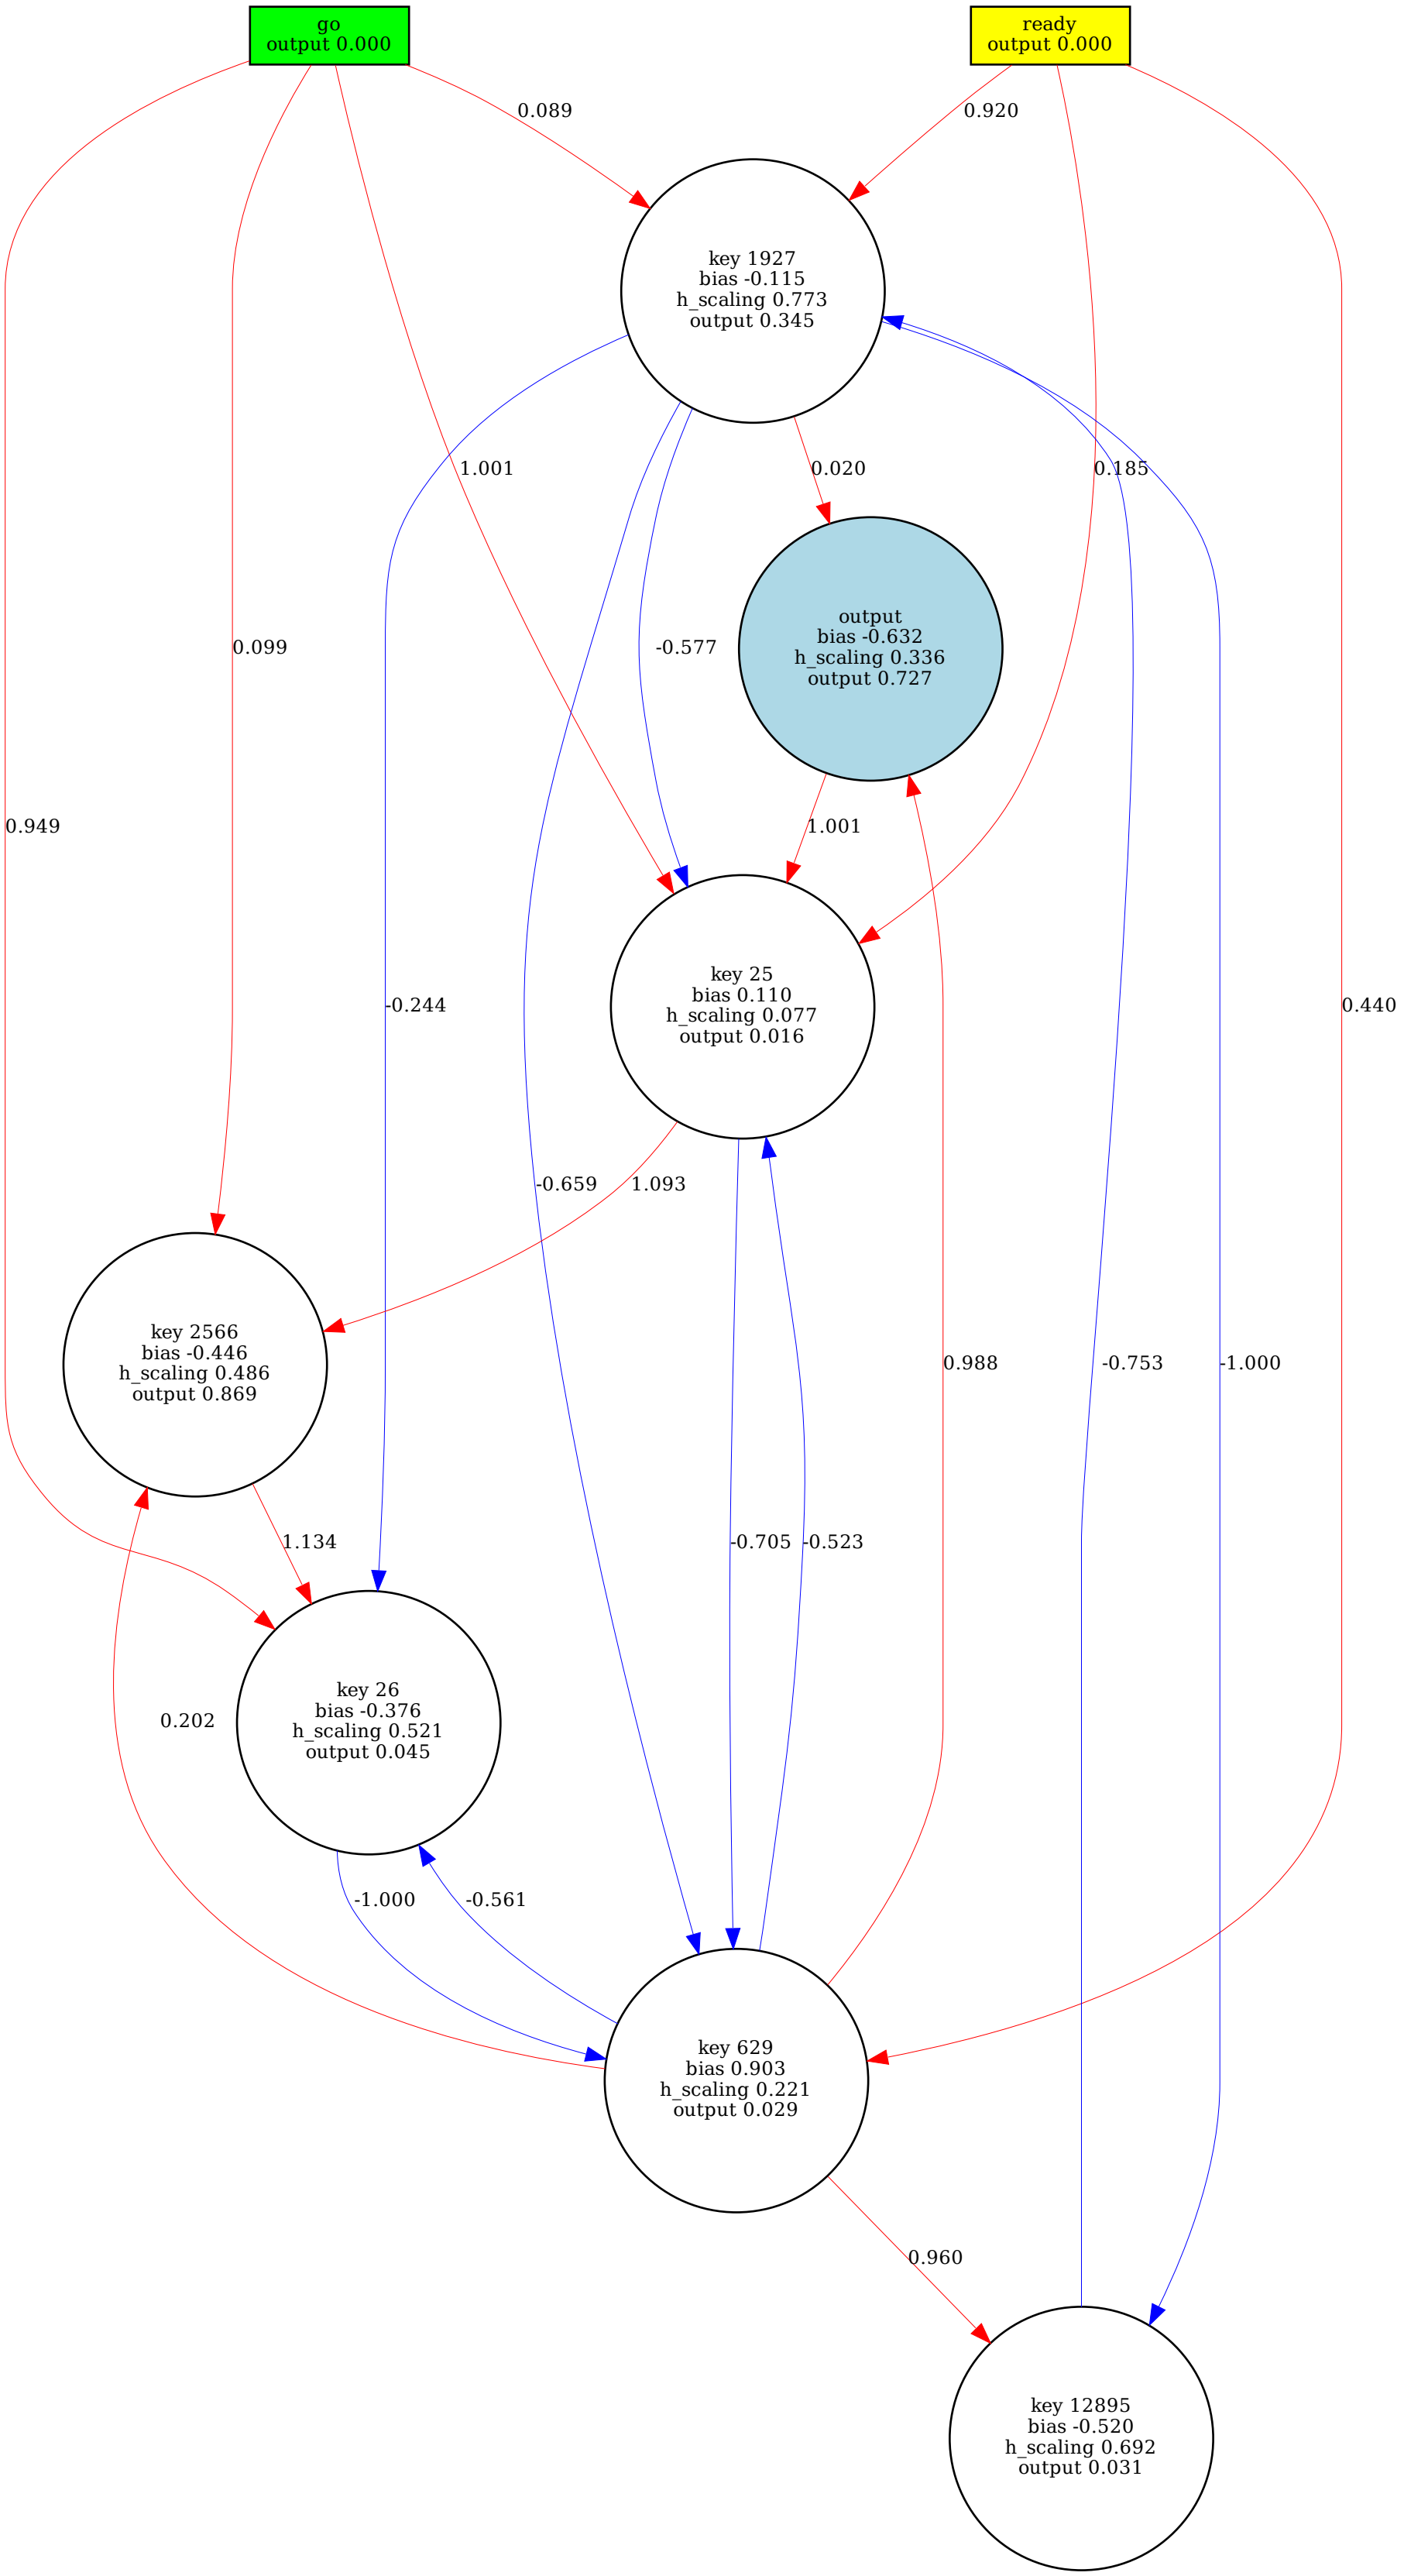 go
output 0.000
ready
output 0.000
0.089
0.920
key 1927
bias -0.115
h_scaling 0.773
output 0.345
1.001
0.020
0.185
0.099
-0.577
output
bias -0.632
h_scaling 0.336
output 0.727
0.949
1.001
-0.244
key 25
bias 0.110
h_scaling 0.077
output 0.016
0.440
-0.659
1.093
key 2566
bias -0.446
h_scaling 0.486
output 0.869
0.988
-0.753
-1.000
1.134
-0.705
-0.523
0.202
key 26
bias -0.376
h_scaling 0.521
output 0.045
-1.000
-0.561
key 629
bias 0.903
h_scaling 0.221
output 0.029
0.960
key 12895
bias -0.520
h_scaling 0.692
output 0.031